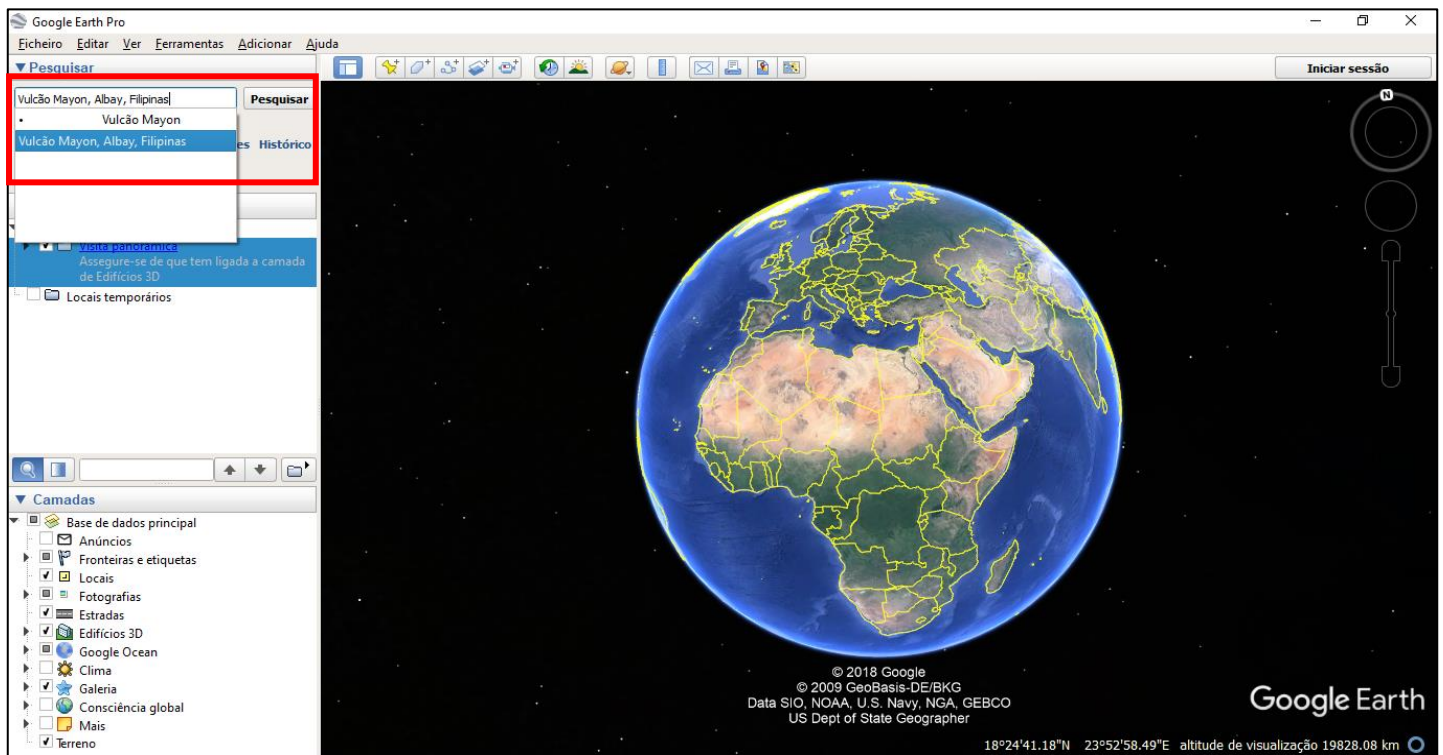 Google Earth Pro
Ficheiro Editar Ver Ferramentas Adicionar Ajuda
Pesquisar
Iniciar sessão
Vulcão Mayon, Albay, Filipinas
Pesquisar
• Vulcão Mayon
Vulcão Mayon, Albay, Filipinas
es Histórico
N
Visita panorâmica
Assegure-se de que tem ligada a camada
de Edifícios 3D
Locais temporários
Camadas
Base de dados principal
Anúncios
Fronteiras e etiquetas
Locais
Fotografias
Estradas
Edifícios 3D
Google Ocean
Clima
Galeria
Consciência global
Mais
Terreno
© 2018 Google
© 2009 GeoBasis-DE/BKG
Data SIO, NOAA, U.S. Navy, NGA, GEBCO
US Dept of State Geographer
Google Earth
18°24'41.18"N 23°52'58.49"E altitude de visualização 19828.08 km